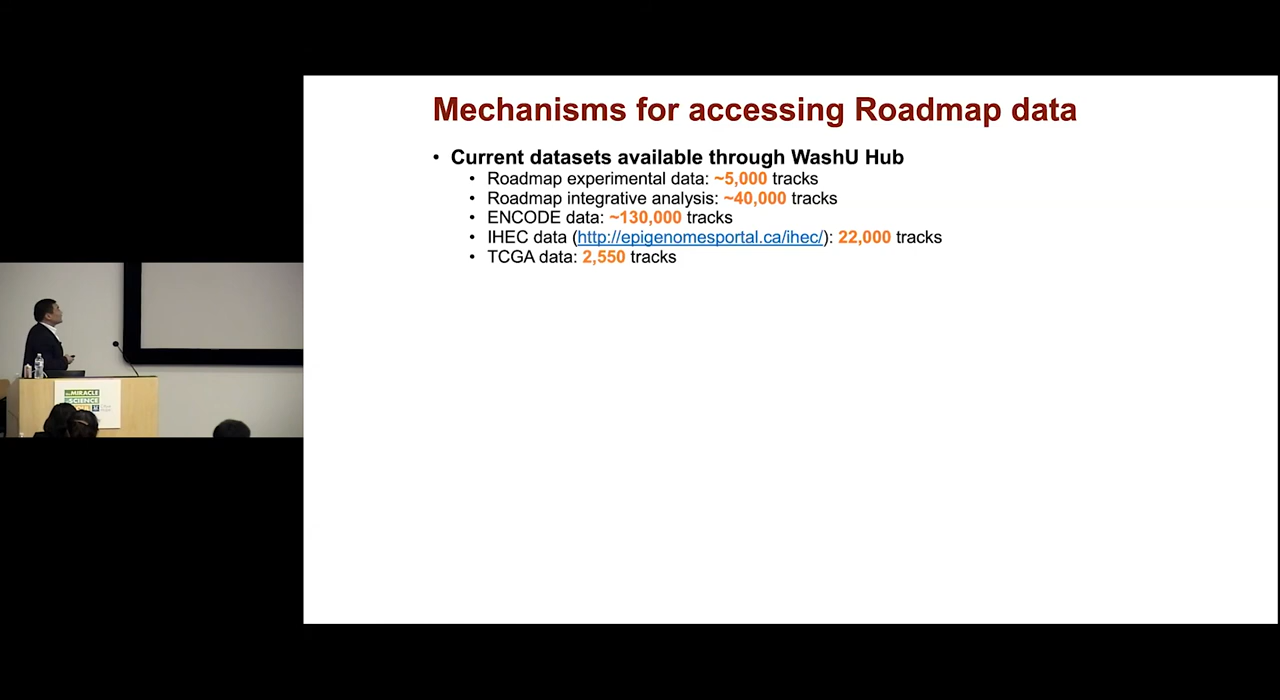 Mechanisms for accessing Roadmap data
• Current datasets available through WashU Hub
• Roadmap experimental data: ~5,000 tracks
• Roadmap integrative analysis: ~40,000 tracks
• ENCODE data: ~130,000 tracks
• IHEC data (http://epigenomesportal.ca/ihec/): 22,000 tracks
• TCGA data: 2,550 tracks
MIRACLE
SCIENCE